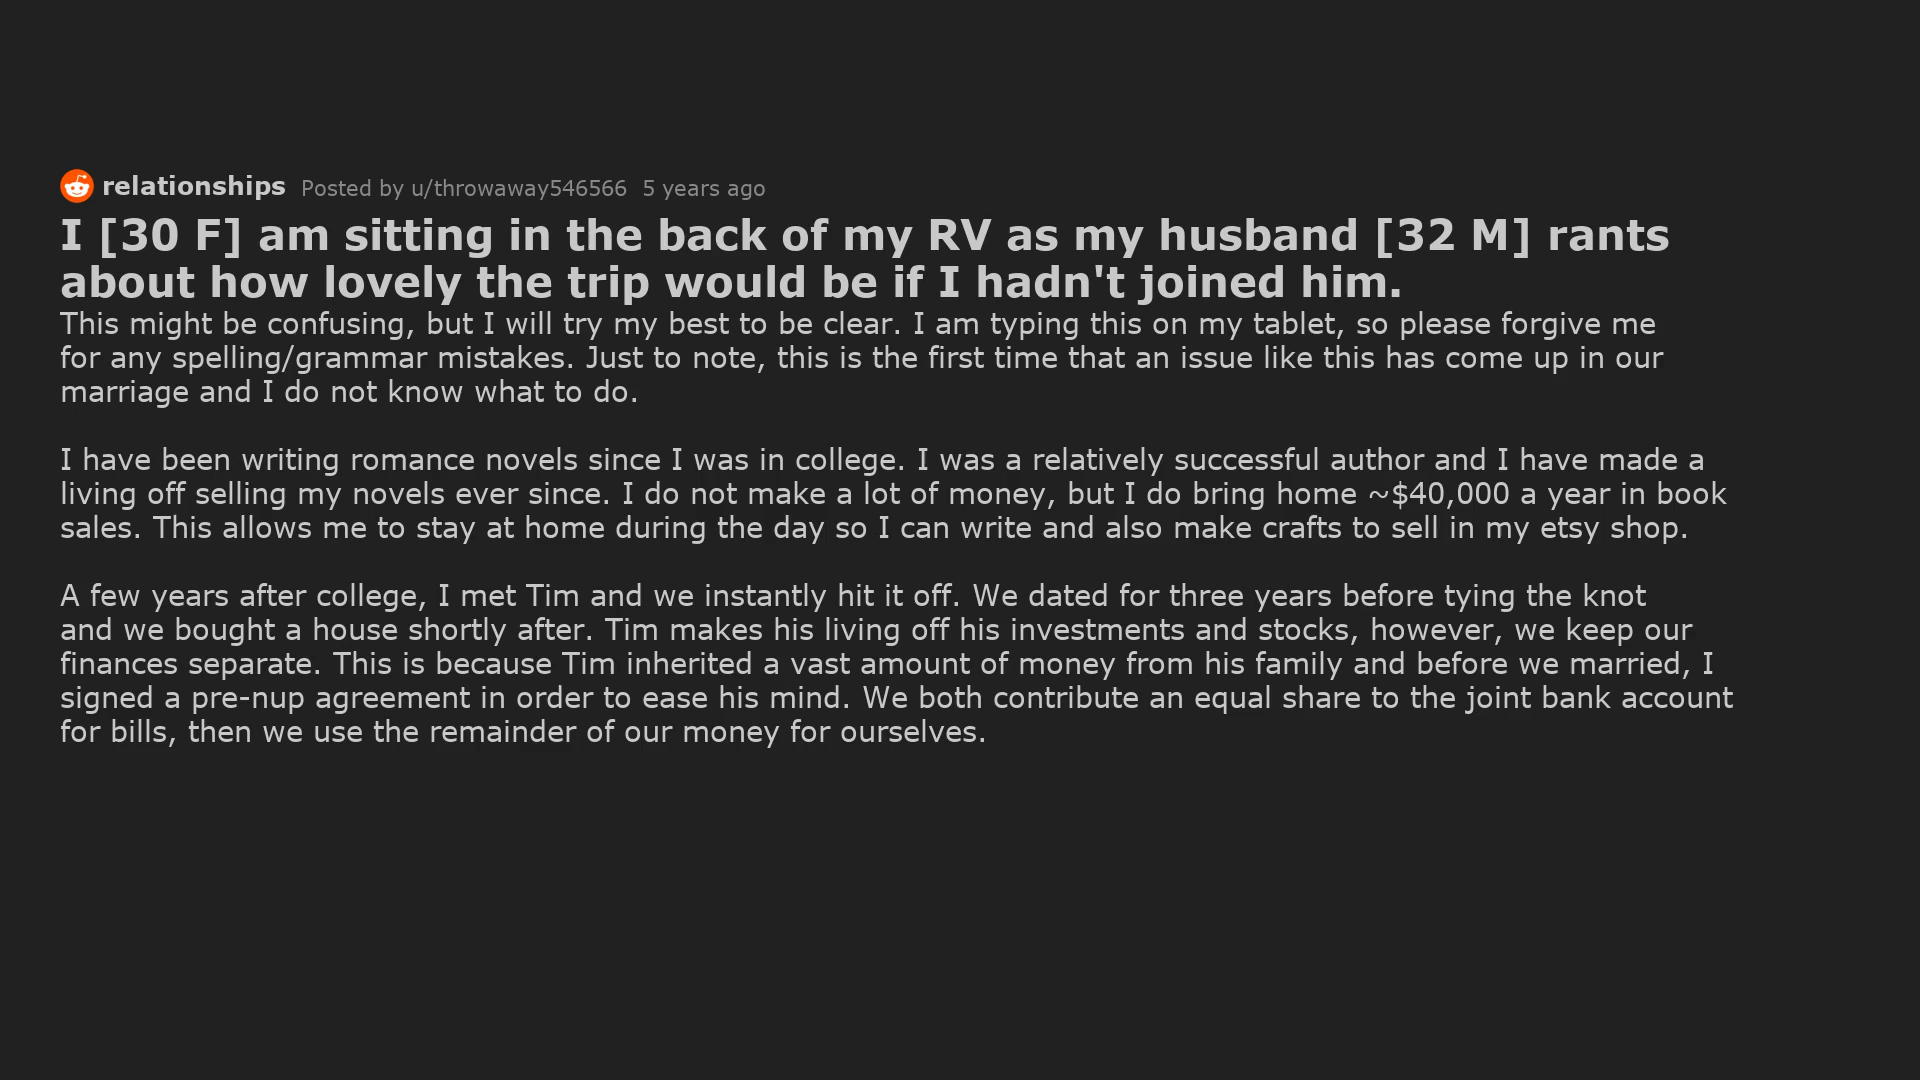 relationships Posted by u/throwaway546566 5 years ago
I [30 F] am sitting in the back of my RV as my husband [32 M] rants
about how lovely the trip would be if I hadn't joined him.
This might be confusing, but I will try my best to be clear. I am typing this on my tablet, so please forgive me
for any spelling/grammar mistakes. Just to note, this is the first time that an issue like this has come up in our
marriage and I do not know what to do.
I have been writing romance novels since I was in college. I was a relatively successful author and I have made a
living off selling my novels ever since. I do not make a lot of money, but I do bring home ~$40,000 a year in book
sales. This allows me to stay at home during the day so I can write and also make crafts to sell in my etsy shop.
A few years after college, I met Tim and we instantly hit it off. We dated for three years before tying the knot
and we bought a house shortly after. Tim makes his living off his investments and stocks, however, we keep our
finances separate. This is because Tim inherited a vast amount of money from his family and before we married, I
signed a pre-nup agreement in order to ease his mind. We both contribute an equal share to the joint bank account
for bills, then we use the remainder of our money for ourselves.